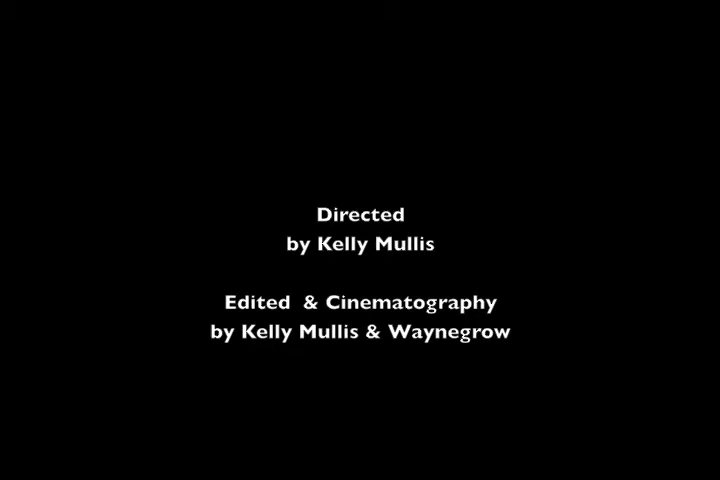 Directed
by Kelly Mullis
Edited & Cinematography
by Kelly Mullis & Waynegrow